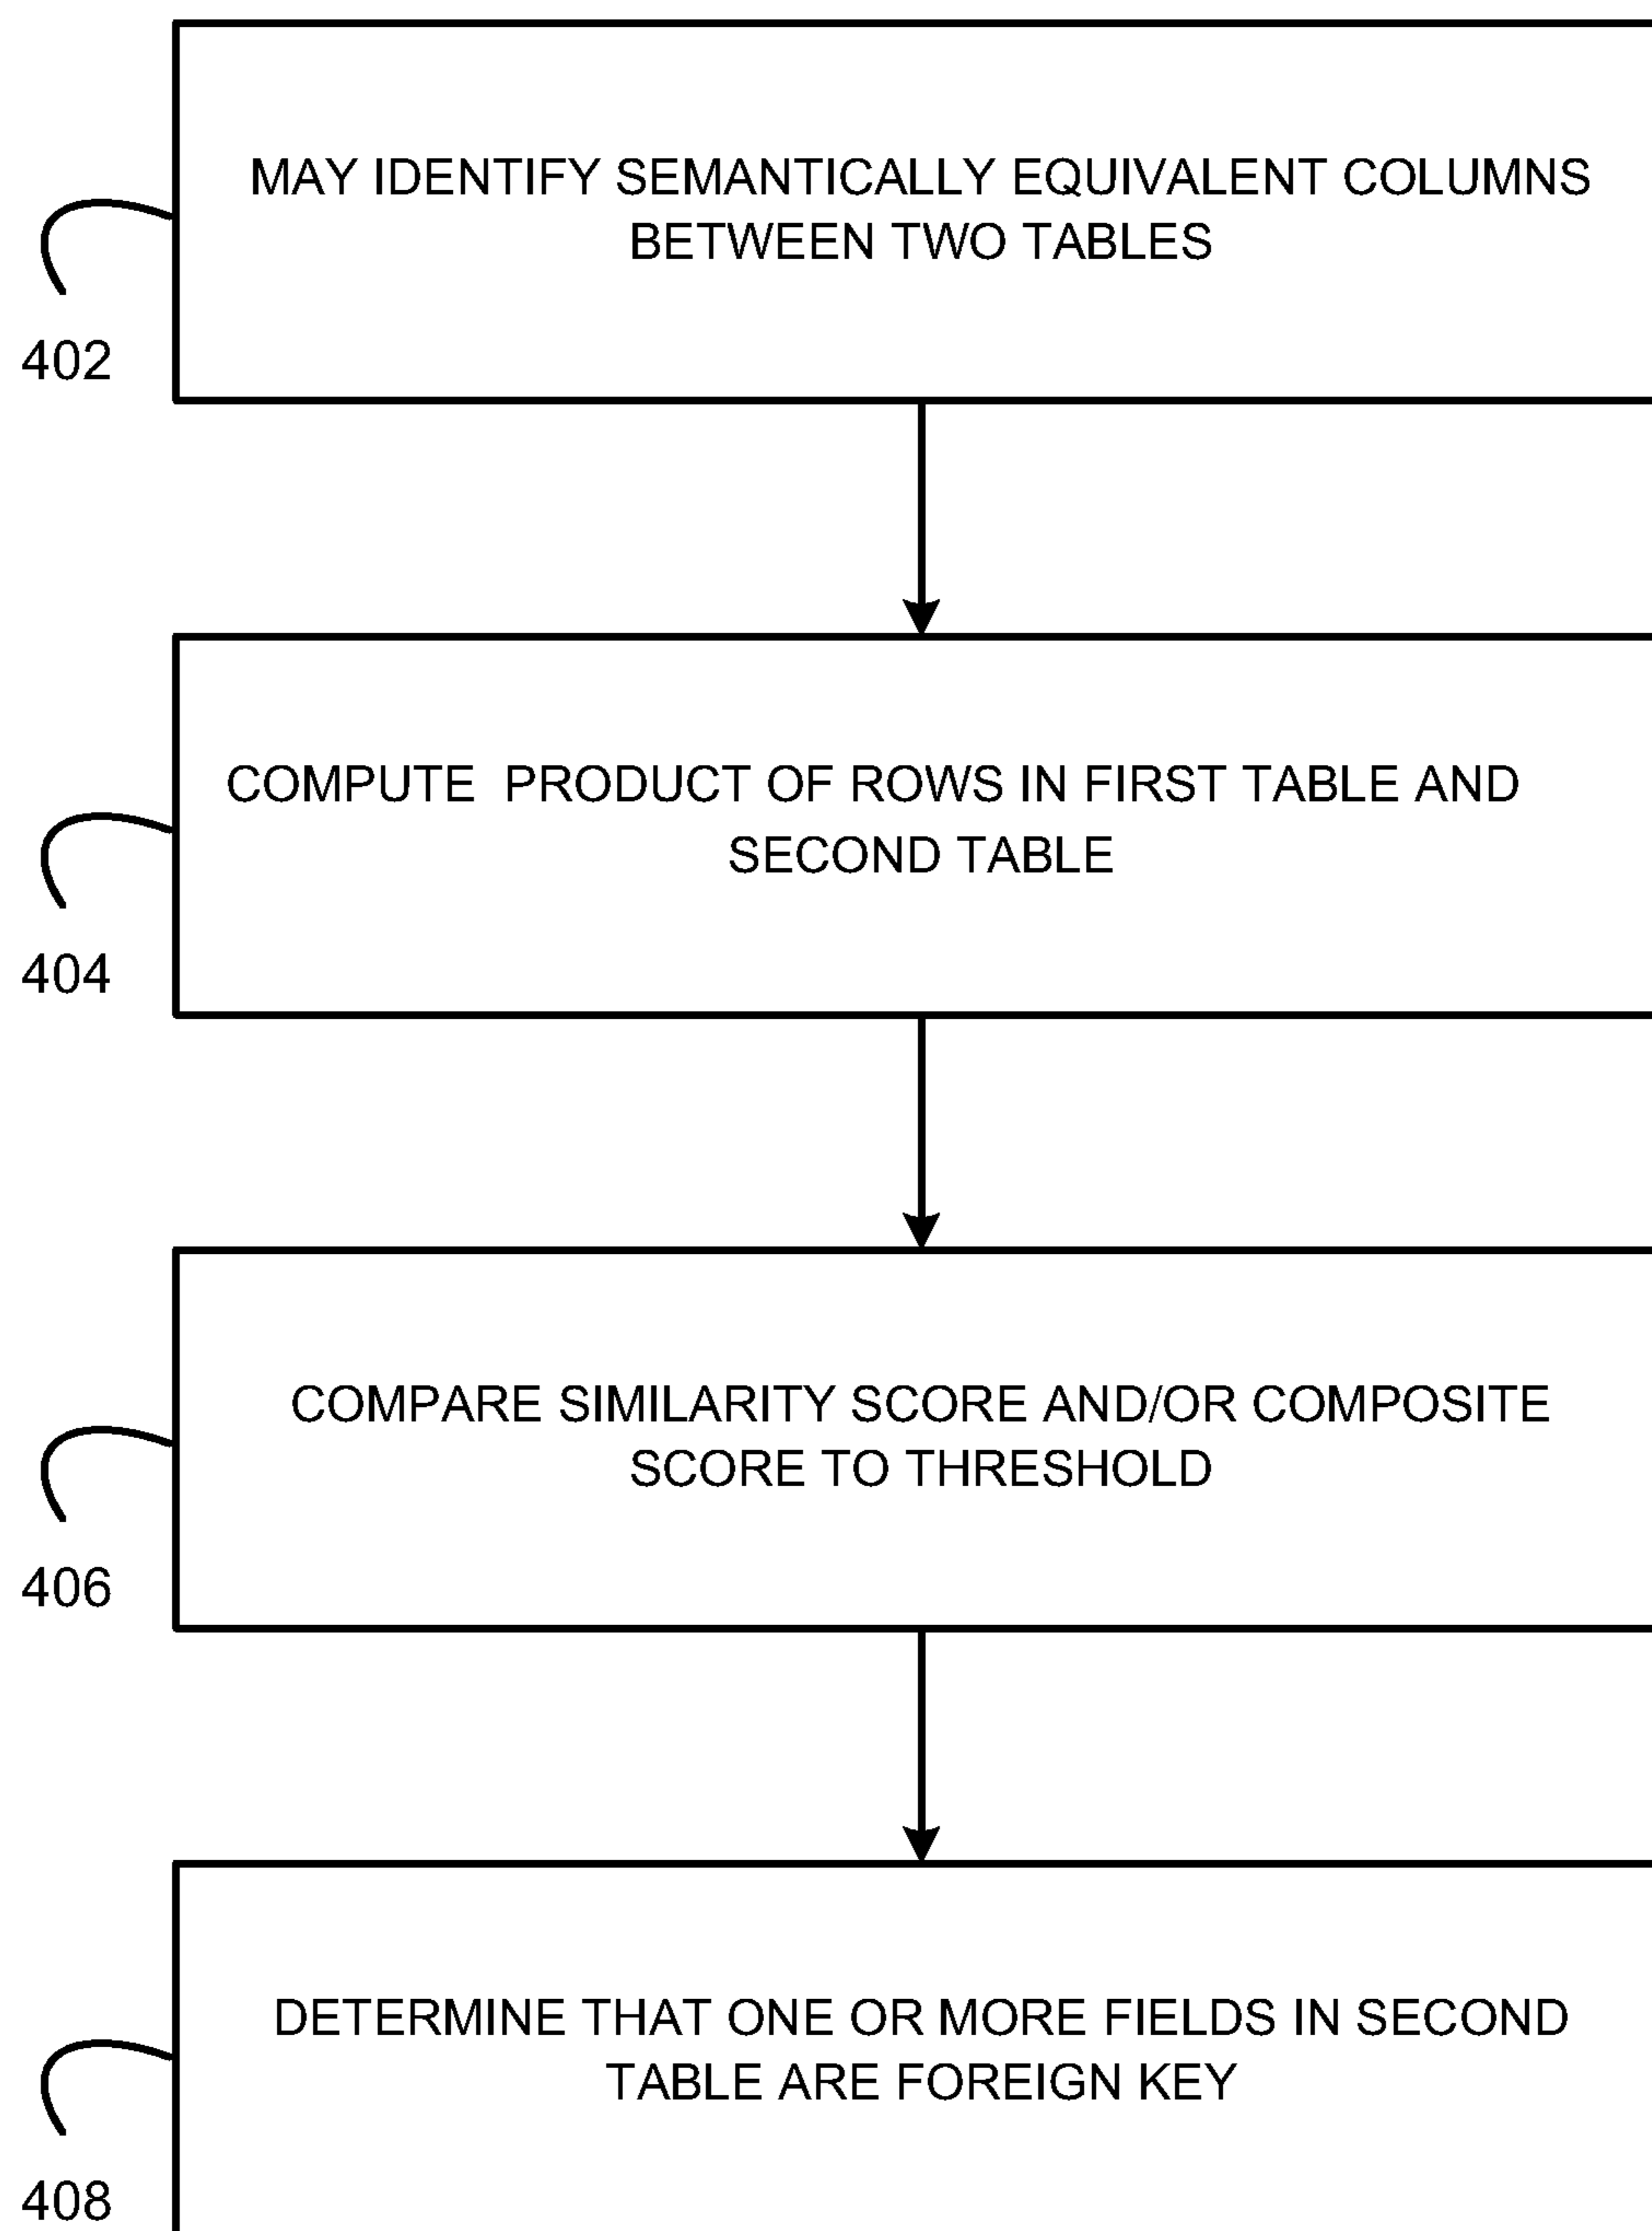 MAY IDENTIFY SEMANTICALLY EQUIVALENT COLUMNS
BETWEEN TWO TABLES
402
COMPUTE PRODUCT OF ROWS IN FIRST TABLE AND
SECOND TABLE
404
COMPARE SIMILARITY SCORE AND/OR COMPOSITE
SCORE TO THRESHOLD
406
DETERMINE THAT ONE OR MORE FIELDS IN SECOND
TABLE ARE FOREIGN KEY
408